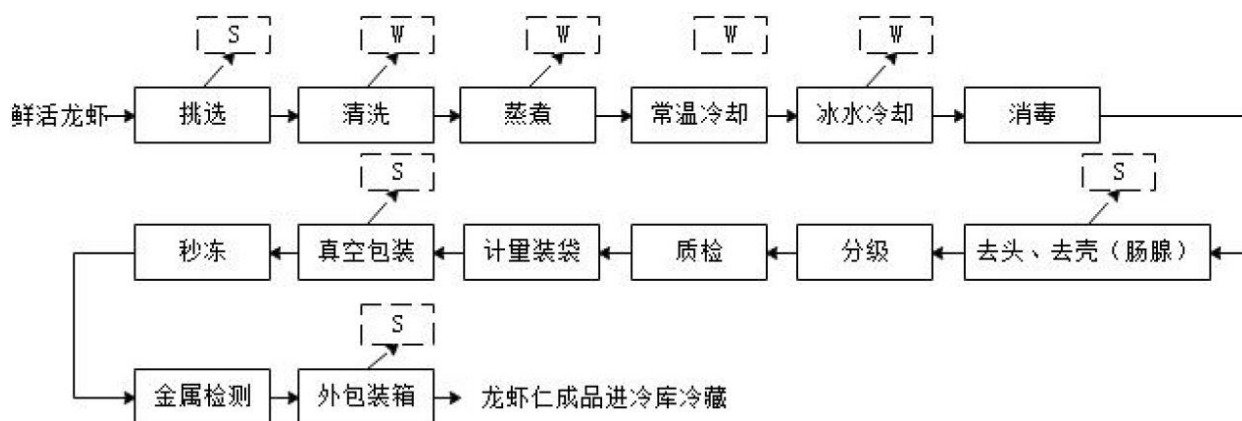 S W W W W
鲜活龙虾 挑选 清洗 蒸煮 常温冷却 冰水冷却 消毒
S S
秒冻 真空包装 计量装袋 质检 分级 去头、去壳（肠腺）
S
金属检测 外包装箱 龙虾仁成品进冷库冷藏